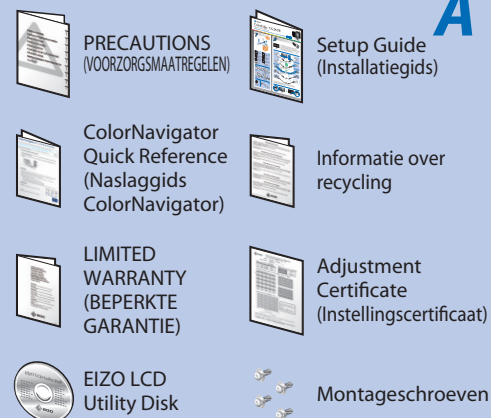 A
PRECAUTIONS
(VOORZORGSMAATREGELEN)
Setup Guide
(Installatiegids)
ColorNavigator
Quick Reference
(Naslaggids
ColorNavigator)
Informatie over
recycling
LIMITED
WARRANTY
(BEPERKTE
GARANTIE)
Adjustment
Certificate
(Instellingscertificaat)
EIZO LCD
Utility Disk
Montageschroeven